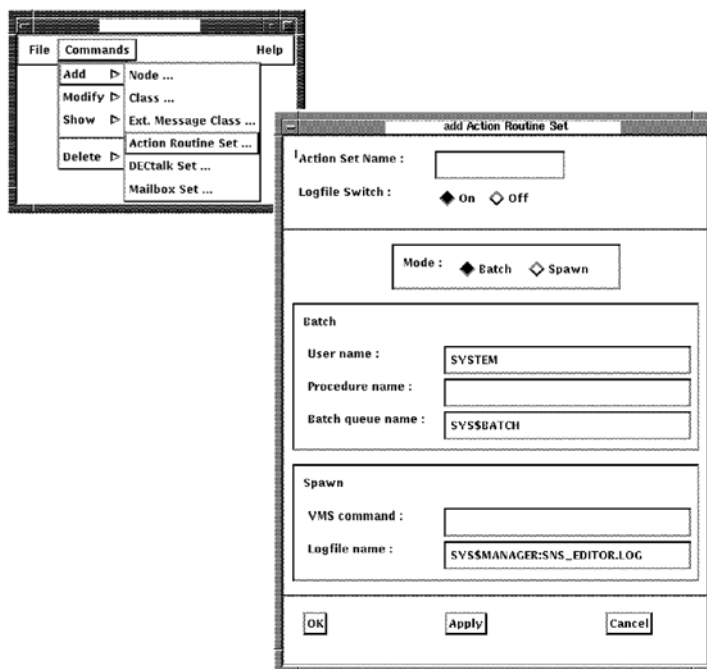 File Commands Help
Add Node ...
Modify Class ...
Show Ext. Message Class ...
Action Routine Set ...
Delete DECtalk Set ...
Mailbox Set ...
add Action Routine Set
Action Set Name :
Logfile Switch : On Off
Mode : Batch Spawn
Batch
User name : SYSTEM
Procedure name :
Batch queue name : SYS$BATCH
Spawn
VMS command :
Logfile name : SYS$MANAGER:SNS_EDITOR.LOG
OK Apply Cancel